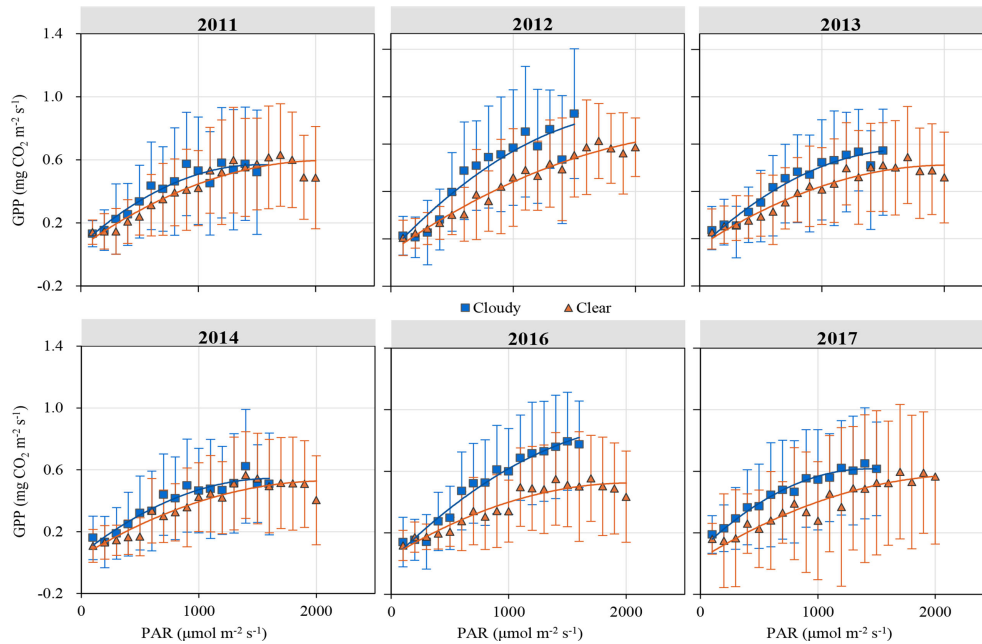 2011 2012 2013
1.4
1.0
0.6
0.2
-0.2
GPP (mg CO₂ m⁻² s⁻¹)
Cloudy Clear
2014 2016 2017
1.4
1.0
0.6
0.2
-0.2
GPP (mg CO₂ m⁻² s⁻¹)
0 1000 2000 0 1000 2000 0 1000 2000
PAR (μmol m⁻² s⁻¹) PAR (μmol m⁻² s⁻¹) PAR (μmol m⁻² s⁻¹)